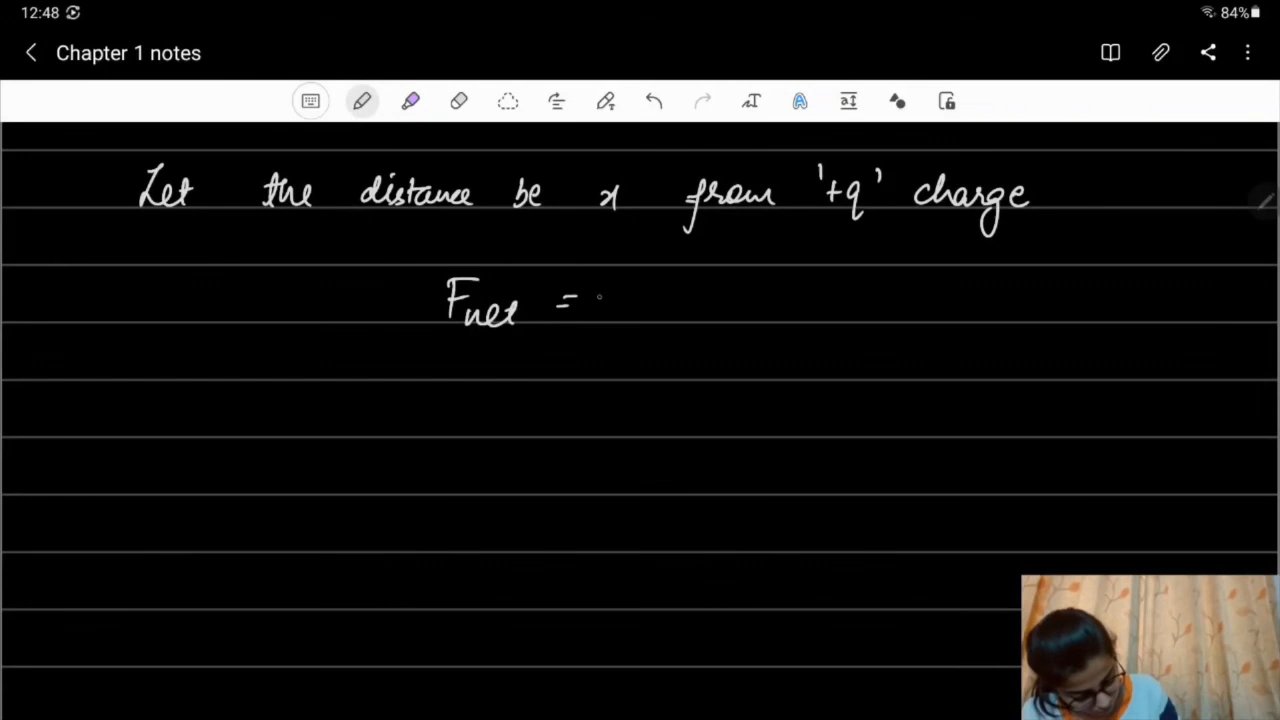 12:48 84%
Chapter 1 notes
Let the distance be x from '+q' charge
Fnet =